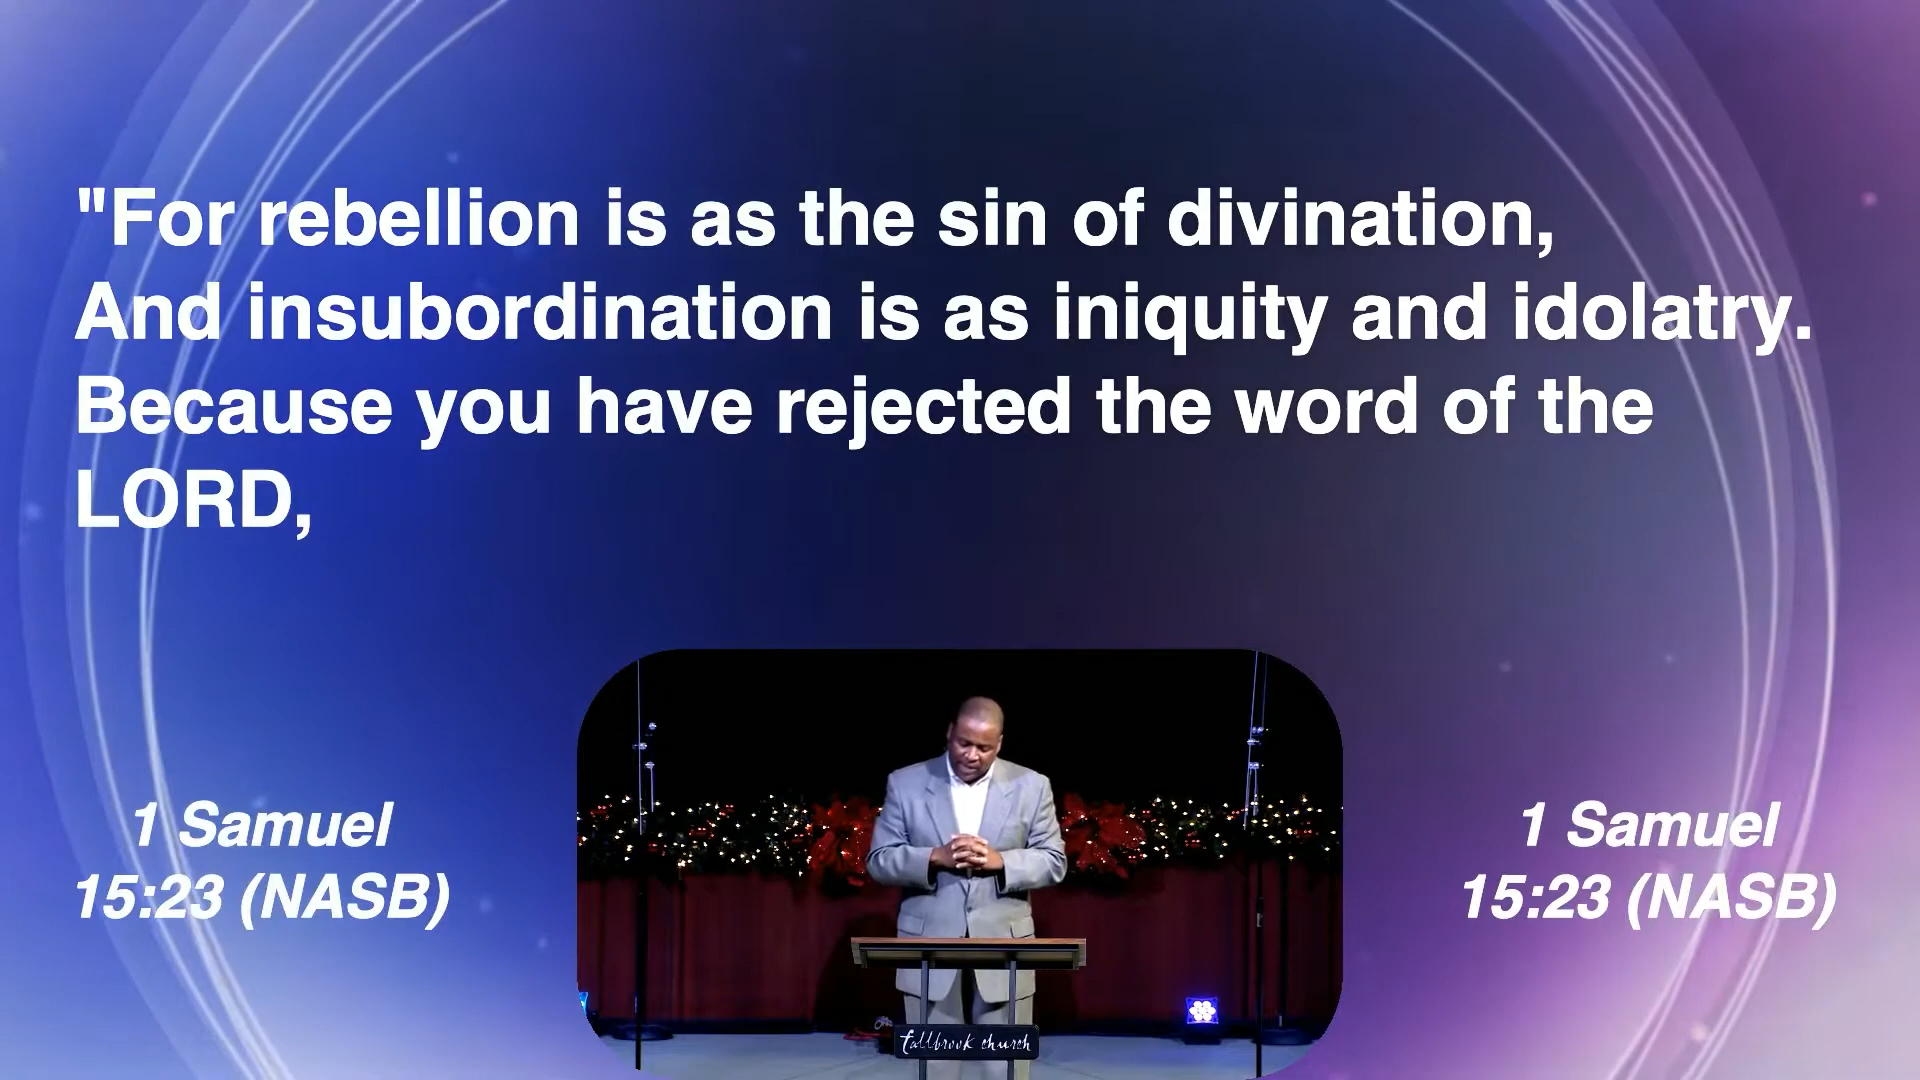 "For rebellion is as the sin of divination,
And insubordination is as iniquity and idolatry.
Because you have rejected the word of the
LORD,
1 Samuel
15:23 (NASB)
1 Samuel
15:23 (NASB)
fallbrook church